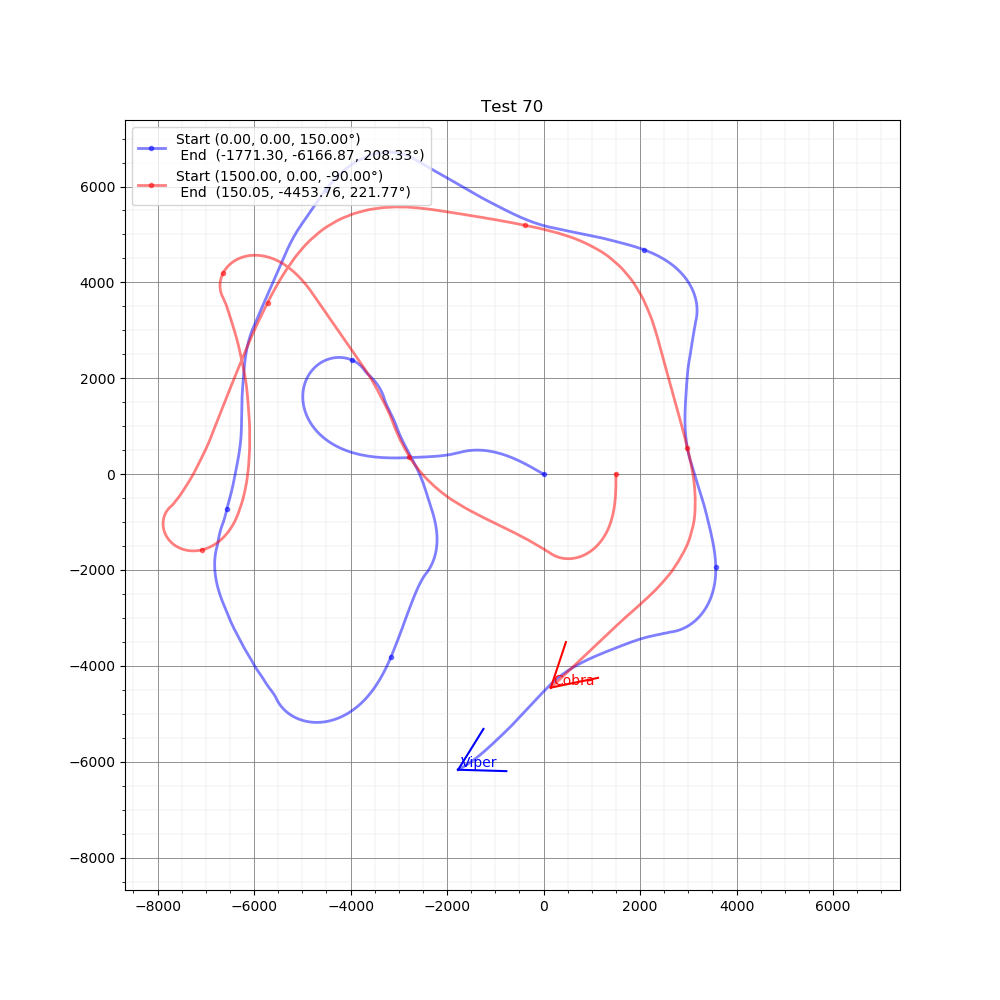 Test 70
Start (0.00, 0.00, 150.00°)
End (-1771.30, -6166.87, 208.33°)
Start (1500.00, 0.00, -90.00°)
End (150.05, -4453.76, 221.77°)
6000
4000
2000
0
−2000
−4000
−6000
−8000
Cobra
Viper
−8000 −6000 −4000 −2000 0 2000 4000 6000